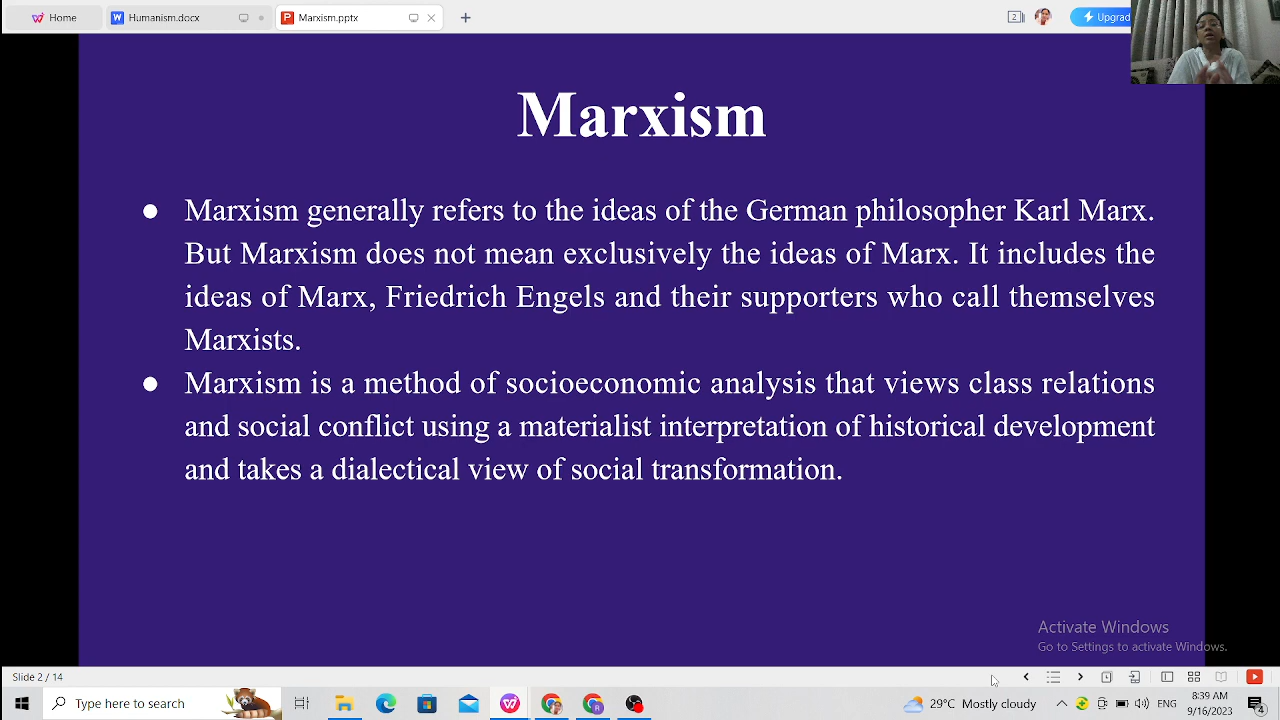 Home
Humanism.docx
Marxism.pptx
2
Upgrad
Marxism
Marxism generally refers to the ideas of the German philosopher Karl Marx.
But Marxism does not mean exclusively the ideas of Marx. It includes the
ideas of Marx, Friedrich Engels and their supporters who call themselves
Marxists.
Marxism is a method of socioeconomic analysis that views class relations
and social conflict using a materialist interpretation of historical development
and takes a dialectical view of social transformation.
Activate Windows
Go to Settings to activate Windows.
Slide 2 / 14
Type here to search
29°C Mostly cloudy
ENG
8:39 AM
9/16/2023
4